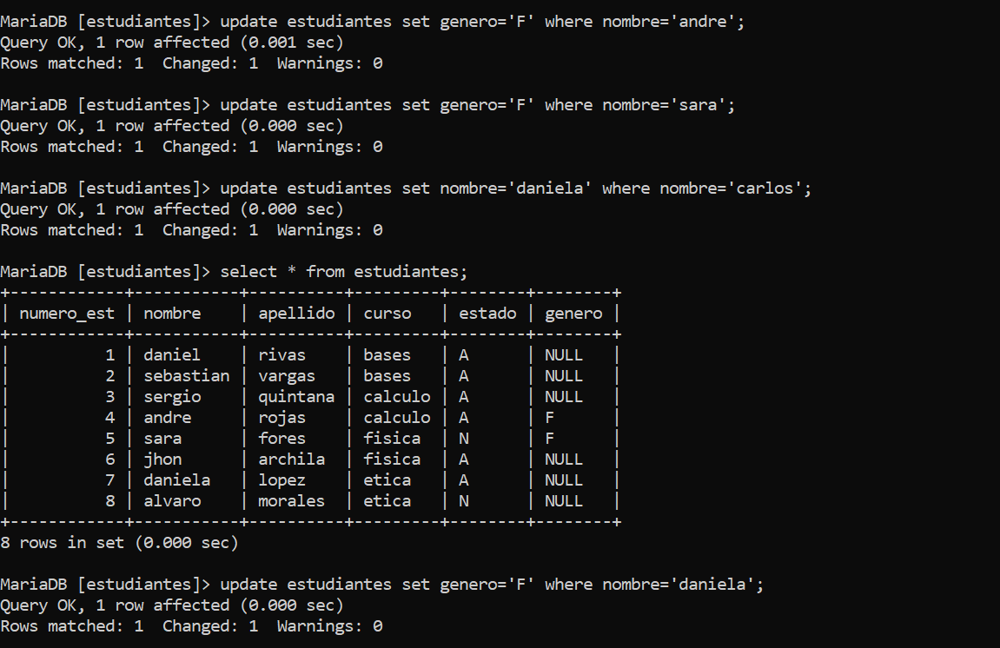 MariaDB [estudiantes]> update estudiantes set genero='F' where nombre='andre';
Query OK, 1 row affected (0.001 sec)
Rows matched: 1  Changed: 1  Warnings: 0

MariaDB [estudiantes]> update estudiantes set genero='F' where nombre='sara';
Query OK, 1 row affected (0.000 sec)
Rows matched: 1  Changed: 1  Warnings: 0

MariaDB [estudiantes]> update estudiantes set nombre='daniela' where nombre='carlos';
Query OK, 1 row affected (0.000 sec)
Rows matched: 1  Changed: 1  Warnings: 0

MariaDB [estudiantes]> select * from estudiantes;
+------------+-----------+----------+---------+--------+--------+
| numero_est | nombre    | apellido | curso   | estado | genero |
+------------+-----------+----------+---------+--------+--------+
|          1 | daniel    | rivas    | bases   | A      | NULL   |
|          2 | sebastian | vargas   | bases   | A      | NULL   |
|          3 | sergio    | quintana | calculo | A      | NULL   |
|          4 | andre     | rojas    | calculo | A      | F      |
|          5 | sara      | fores    | fisica  | N      | F      |
|          6 | jhon      | archila  | fisica  | A      | NULL   |
|          7 | daniela   | lopez    | etica   | A      | NULL   |
|          8 | alvaro    | morales  | etica   | N      | NULL   |
+------------+-----------+----------+---------+--------+--------+
8 rows in set (0.000 sec)

MariaDB [estudiantes]> update estudiantes set genero='F' where nombre='daniela';
Query OK, 1 row affected (0.000 sec)
Rows matched: 1  Changed: 1  Warnings: 0